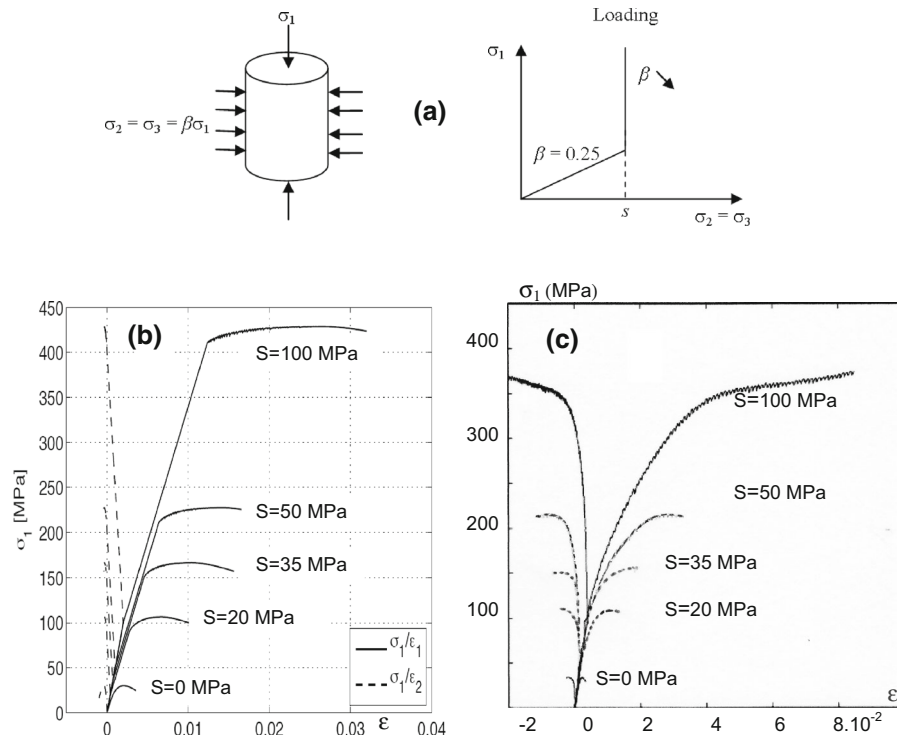 σ₁
σ₂ = σ₃ = βσ₁
(a)
Loading
σ₁
β
β = 0.25
s
σ₂ = σ₃
(b)
σ₁ [MPa]
450
400
350
300
250
200
150
100
50
0
S=100 MPa
S=50 MPa
S=35 MPa
S=20 MPa
S=0 MPa
σ₁/ε₁
σ₁/ε₂
0 0.01 0.02 0.03 0.04
ε
σ₁ (MPa)
(c)
400
300
200
100
S=100 MPa
S=50 MPa
S=35 MPa
S=20 MPa
S=0 MPa
ε
-2 0 2 4 6 8.10⁻²